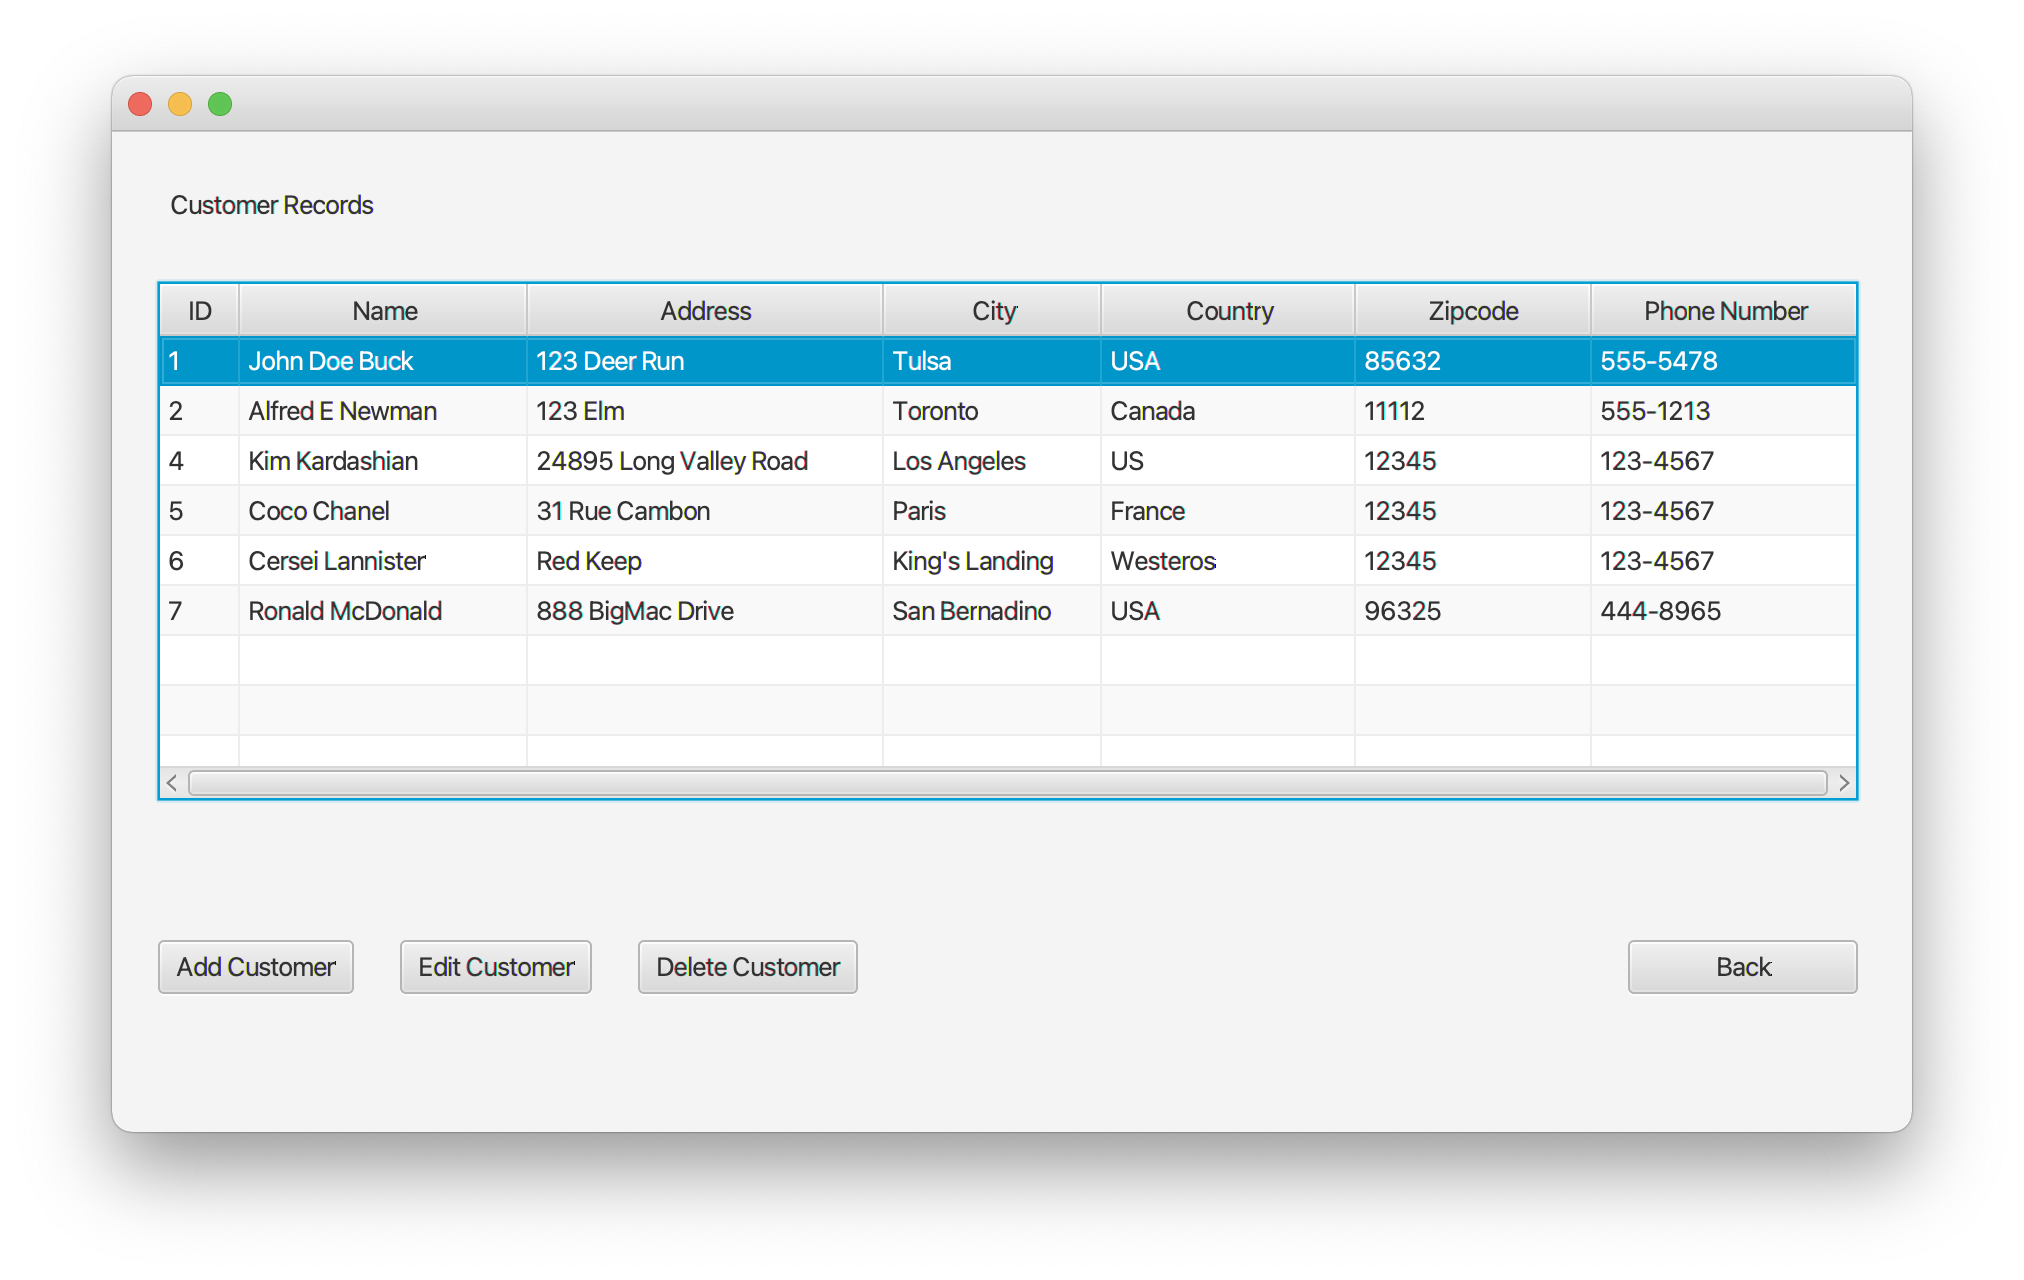 Customer Records
ID Name Address City Country Zipcode Phone Number
1 John Doe Buck 123 Deer Run Tulsa USA 85632 555-5478
2 Alfred E Newman 123 Elm Toronto Canada 11112 555-1213
4 Kim Kardashian 24895 Long Valley Road Los Angeles US 12345 123-4567
5 Coco Chanel 31 Rue Cambon Paris France 12345 123-4567
6 Cersei Lannister Red Keep King's Landing Westeros 12345 123-4567
7 Ronald McDonald 888 BigMac Drive San Bernadino USA 96325 444-8965
Add Customer Edit Customer Delete Customer Back